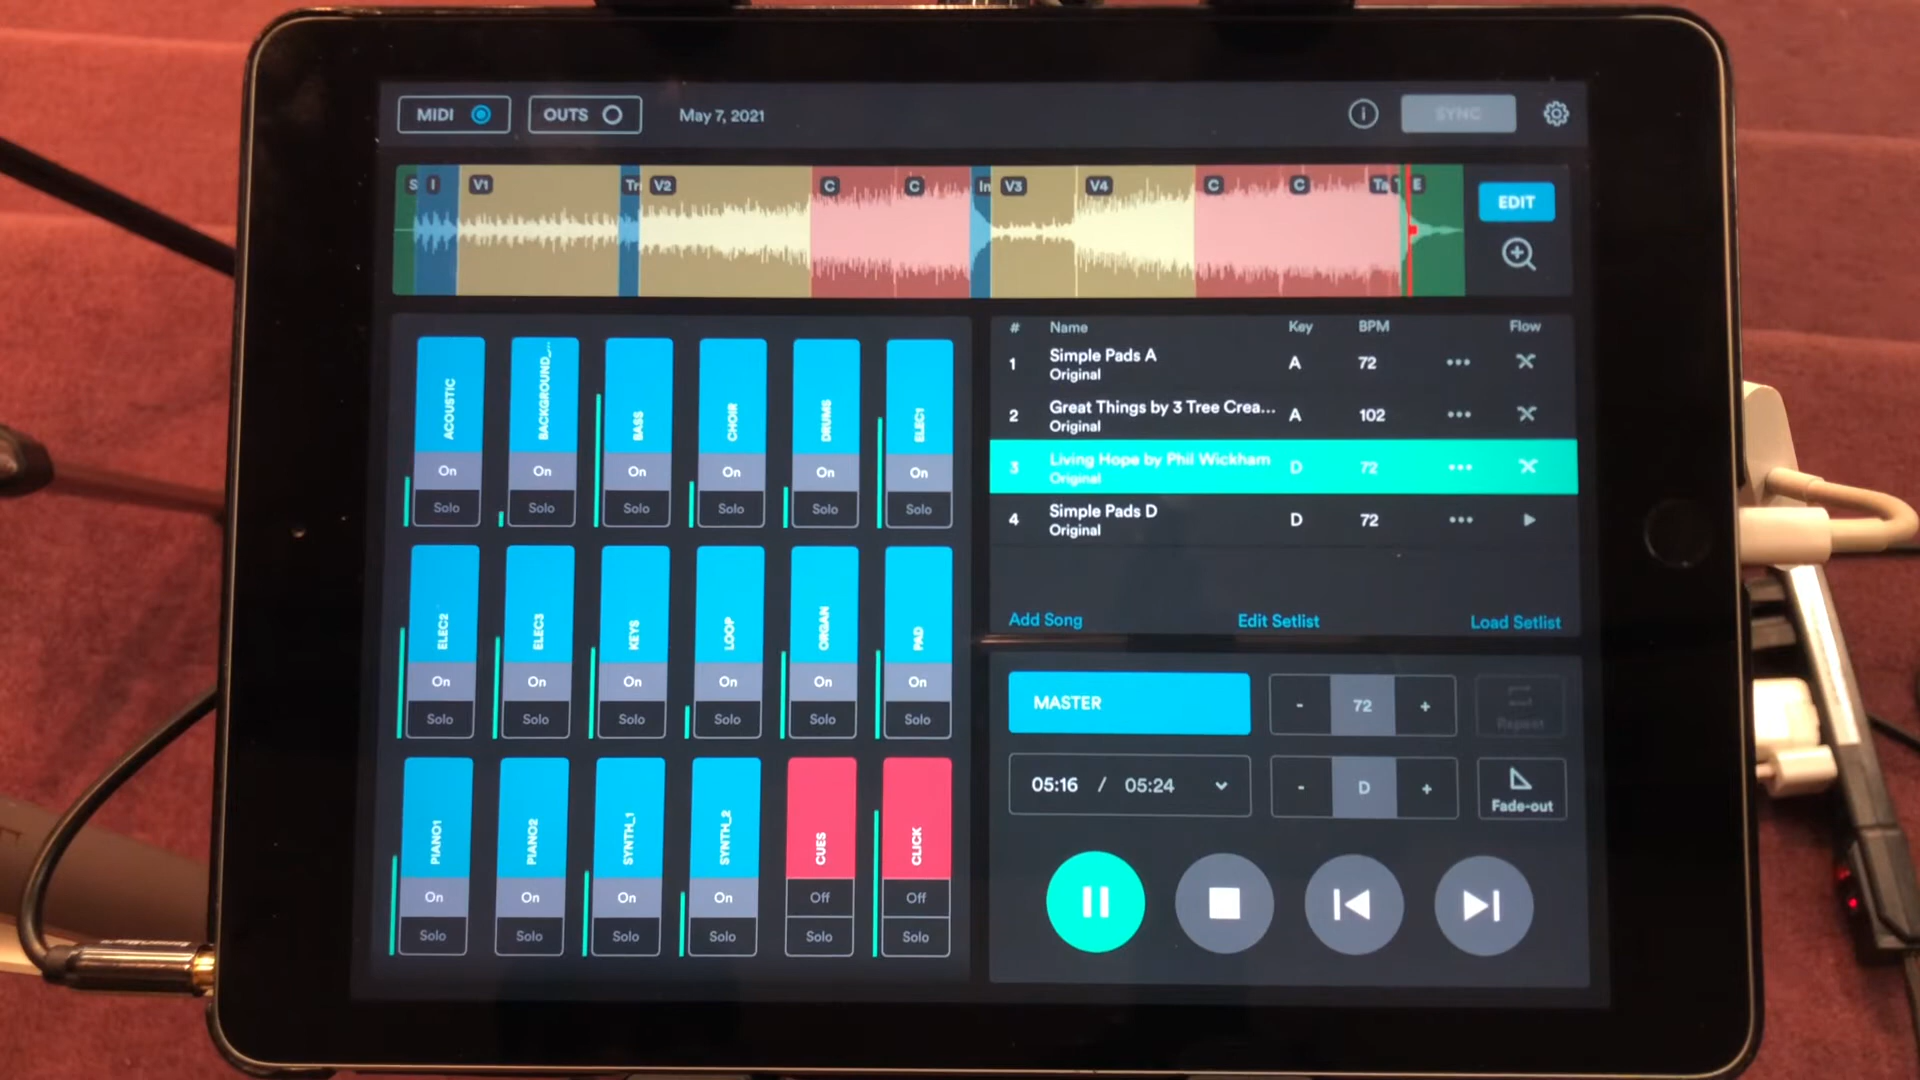 MIDI
OUTS
May 7, 2021
SYNC
S I V1 Tri V2 C C In V3 V4 C C Ta T E
EDIT
ACOUSTIC
BACKGROUND_...
BASS
CHOIR
DRUMS
ELEC1
On On On On On On
Solo Solo Solo Solo Solo Solo
ELEC2
ELEC3
KEYS
LOOP
ORGAN
PAD
On On On On On On
Solo Solo Solo Solo Solo Solo
PIANO1
PIANO2
SYNTH_1
SYNTH_2
CUES
CLICK
On On On On Off Off
Solo Solo Solo Solo Solo Solo
# Name Key BPM Flow
1 Simple Pads A A 72
Original
2 Great Things by 3 Tree Crea... A 102
Original
3 Living Hope by Phil Wickham D 72
Original
4 Simple Pads D D 72
Original
Add Song Edit Setlist Load Setlist
MASTER
- 72 +
Repeat
05:16 / 05:24
- D +
Fade-out